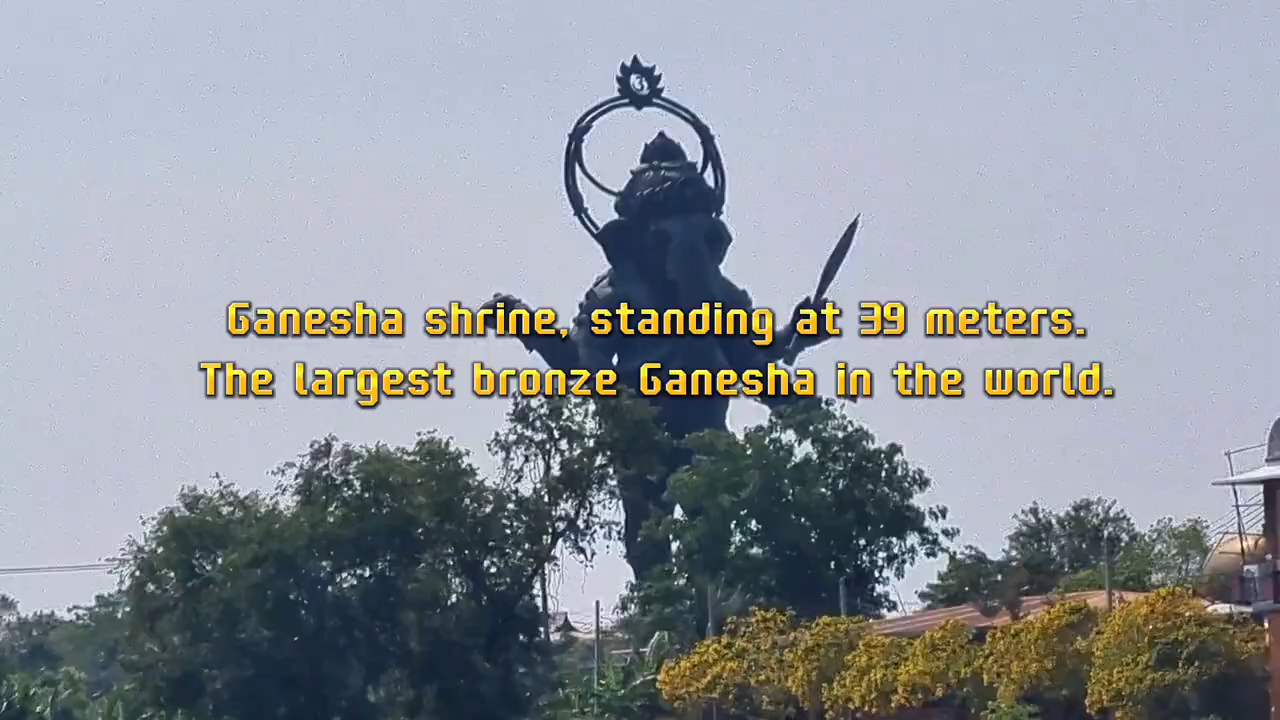 Ganesha shrine, standing at 39 meters.
The largest bronze Ganesha in the world.